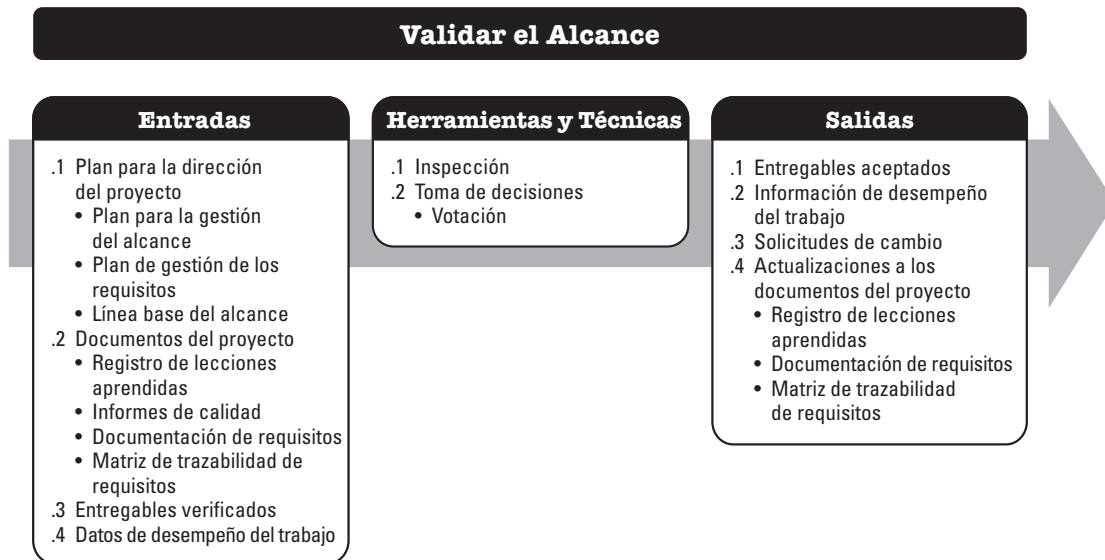 Validar el Alcance
Entradas
.1 Plan para la dirección
del proyecto
• Plan para la gestión
del alcance
• Plan de gestión de los
requisitos
• Línea base del alcance
.2 Documentos del proyecto
• Registro de lecciones
aprendidas
• Informes de calidad
• Documentación de requisitos
• Matriz de trazabilidad de
requisitos
.3 Entregables verificados
.4 Datos de desempeño del trabajo
Herramientas y Técnicas
.1 Inspección
.2 Toma de decisiones
• Votación
Salidas
.1 Entregables aceptados
.2 Información de desempeño
del trabajo
.3 Solicitudes de cambio
.4 Actualizaciones a los
documentos del proyecto
• Registro de lecciones
aprendidas
• Documentación de requisitos
• Matriz de trazabilidad
de requisitos